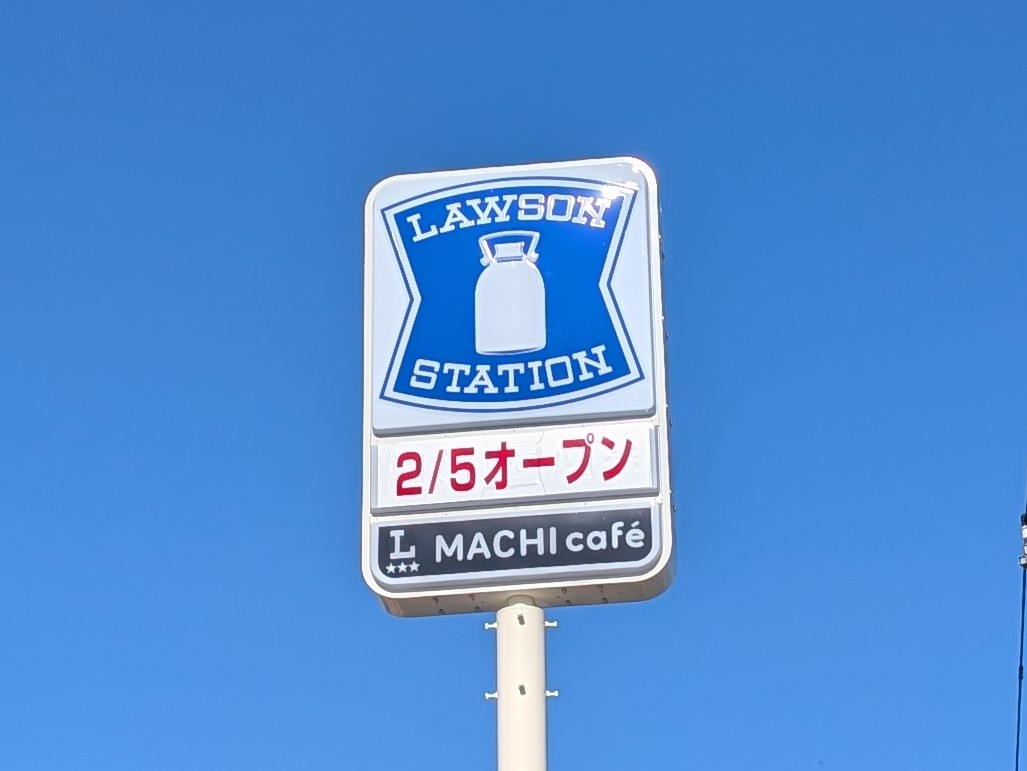 LAWSON
STATION
2/5オープン
L MACHI café